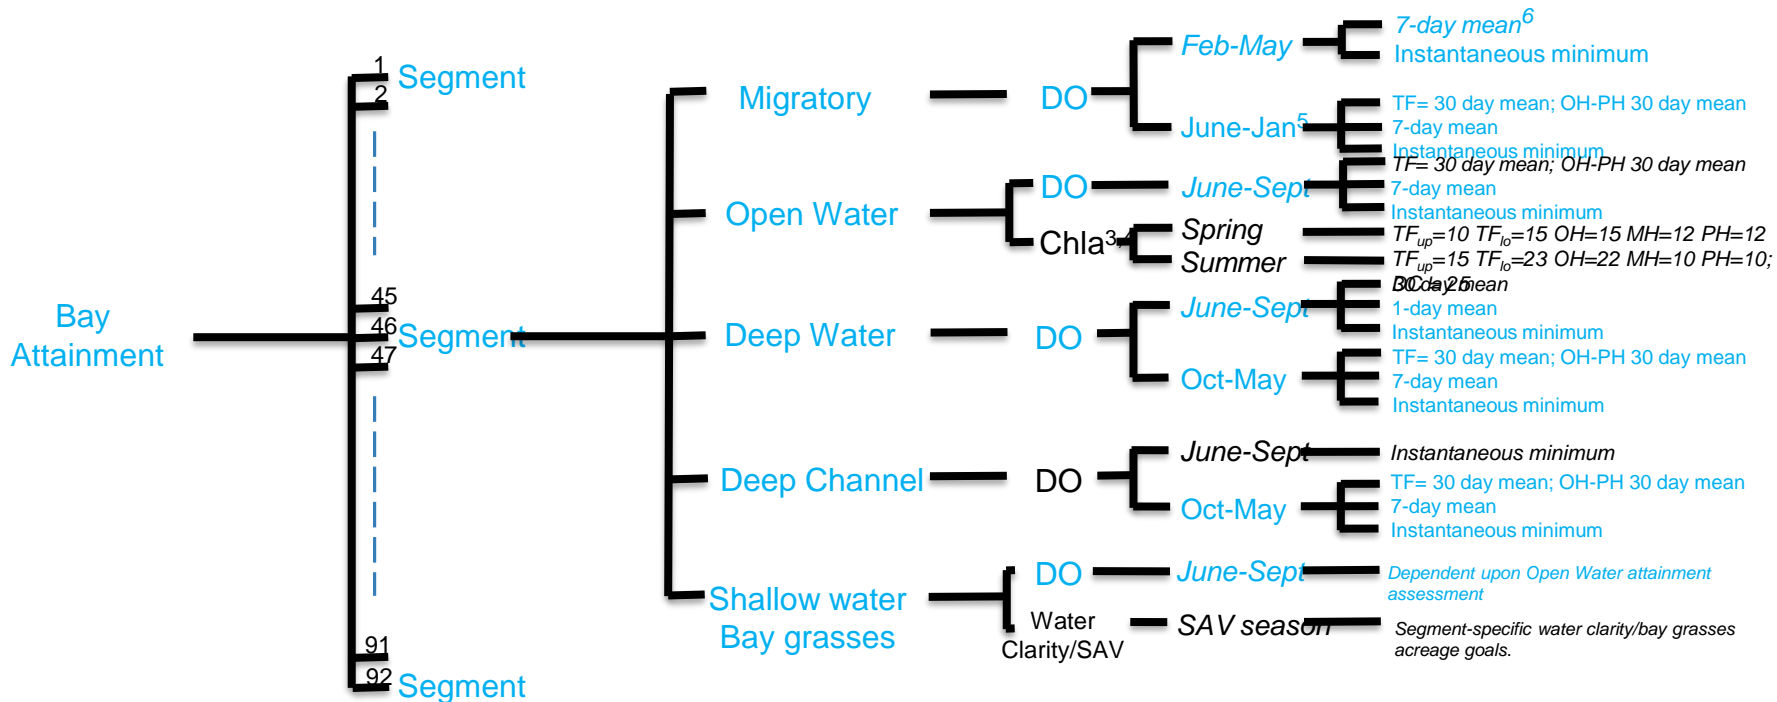 Bay
Attainment
1
Segment
2
45
46
Segment
47
91
92
Segment
Migratory
DO
Feb-May
7-day mean6
Instantaneous minimum
June-Jan5
TF= 30 day mean; OH-PH 30 day mean
7-day mean
Instantaneous minimum
Open Water
DO
June-Sept
TF= 30 day mean; OH-PH 30 day mean
7-day mean
Instantaneous minimum
Chla3,4
Spring
TFup=10 TFlo=15 OH=15 MH=12 PH=12
Summer
TFup=15 TFlo=23 OH=22 MH=10 PH=10;
DC = 25
Deep Water
DO
June-Sept
30 day mean
1-day mean
Instantaneous minimum
Oct-May
TF= 30 day mean; OH-PH 30 day mean
7-day mean
Instantaneous minimum
Deep Channel
DO
June-Sept
Instantaneous minimum
Oct-May
TF= 30 day mean; OH-PH 30 day mean
7-day mean
Instantaneous minimum
Shallow water
Bay grasses
DO
June-Sept
Dependent upon Open Water attainment
assessment
Water
Clarity/SAV
SAV season
Segment-specific water clarity/bay grasses
acreage goals.